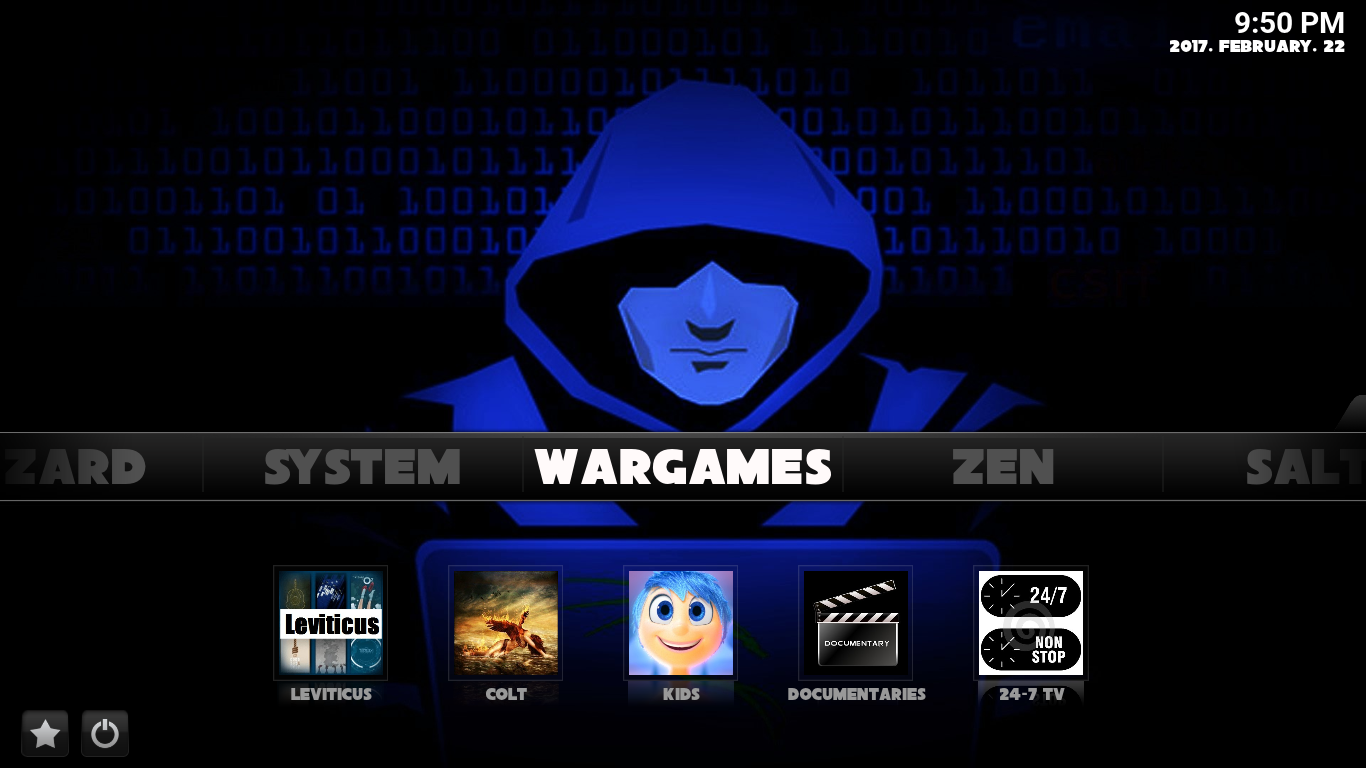 9:50 PM
2017. FEBRUARY. 22
ZARD
SYSTEM
WARGAMES
ZEN
SALT
Leviticus
DOCUMENTARY
24/7
NON
STOP
LEVITICUS
COLT
KIDS
DOCUMENTARIES
24-7 TV